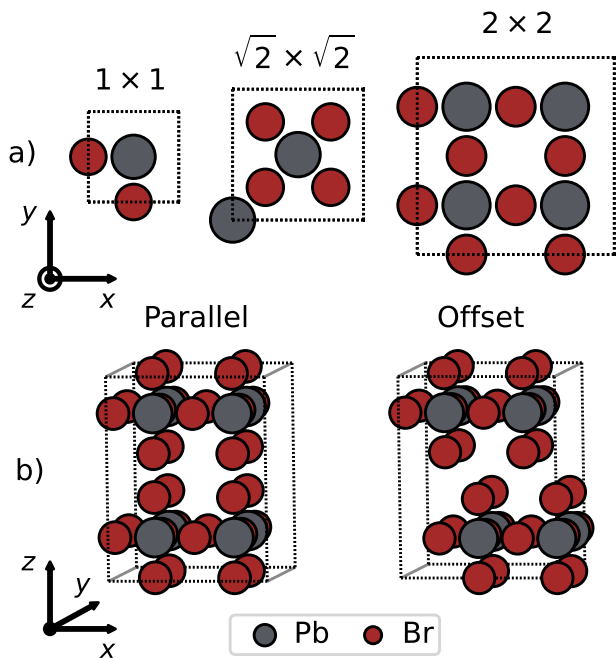 1 × 1
√2 × √2
2 × 2
a)
y
z
x
Parallel
Offset
b)
z
y
x
Pb
Br